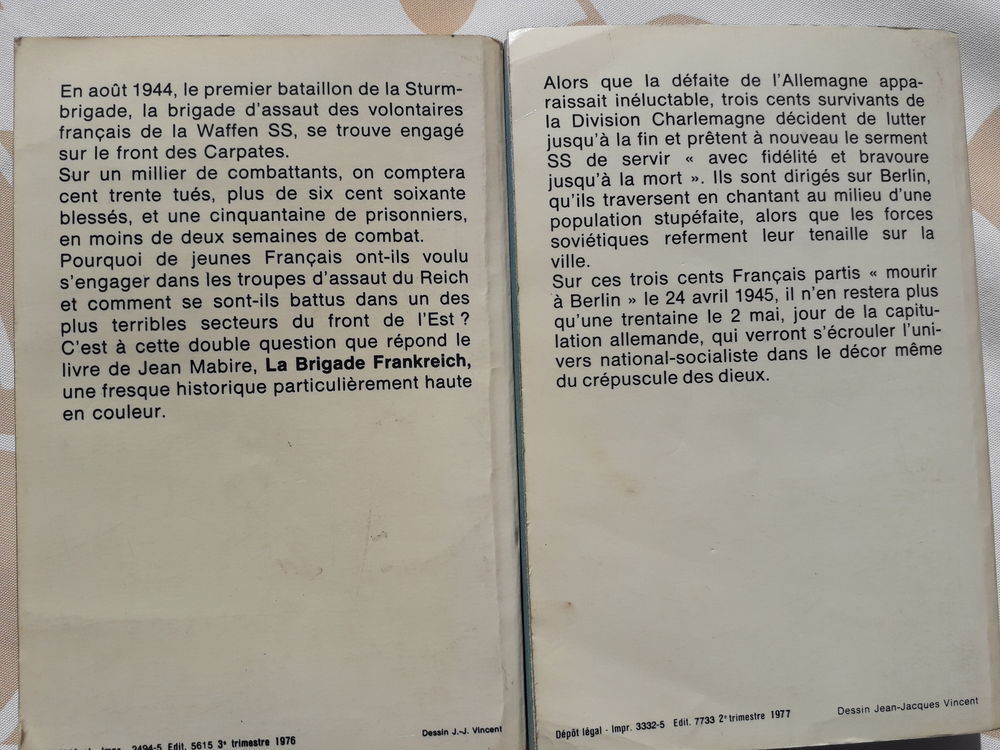 En août 1944, le premier bataillon de la Sturm-
brigade, la brigade d'assaut des volontaires
français de la Waffen SS, se trouve engagé
sur le front des Carpates.
Sur un millier de combattants, on comptera
cent trente tués, plus de six cent soixante
blessés, et une cinquantaine de prisonniers,
en moins de deux semaines de combat.
Pourquoi de jeunes Français ont-ils voulu
s'engager dans les troupes d'assaut du Reich
et comment se sont-ils battus dans un des
plus terribles secteurs du front de l'Est ?
C'est à cette double question que répond le
livre de Jean Mabire, La Brigade Frankreich,
une fresque historique particulièrement haute
en couleur.
Dessin J.-J. Vincent
2494-5 Edit. 5615 3e trimestre 1976
Alors que la défaite de l'Allemagne appa-
raissait inéluctable, trois cents survivants de
la Division Charlemagne décident de lutter
jusqu'à la fin et prêtent à nouveau le serment
SS de servir « avec fidélité et bravoure
jusqu'à la mort ». Ils sont dirigés sur Berlin,
qu'ils traversent en chantant au milieu d'une
population stupéfaite, alors que les forces
soviétiques referment leur tenaille sur la
ville.
Sur ces trois cents Français partis « mourir
à Berlin » le 24 avril 1945, il n'en restera plus
qu'une trentaine le 2 mai, jour de la capitu-
lation allemande, qui verront s'écrouler l'uni-
vers national-socialiste dans le décor même
du crépuscule des dieux.
Dessin Jean-Jacques Vincent
Dépôt légal - Impr. 3332-5 Edit. 7733 2e trimestre 1977